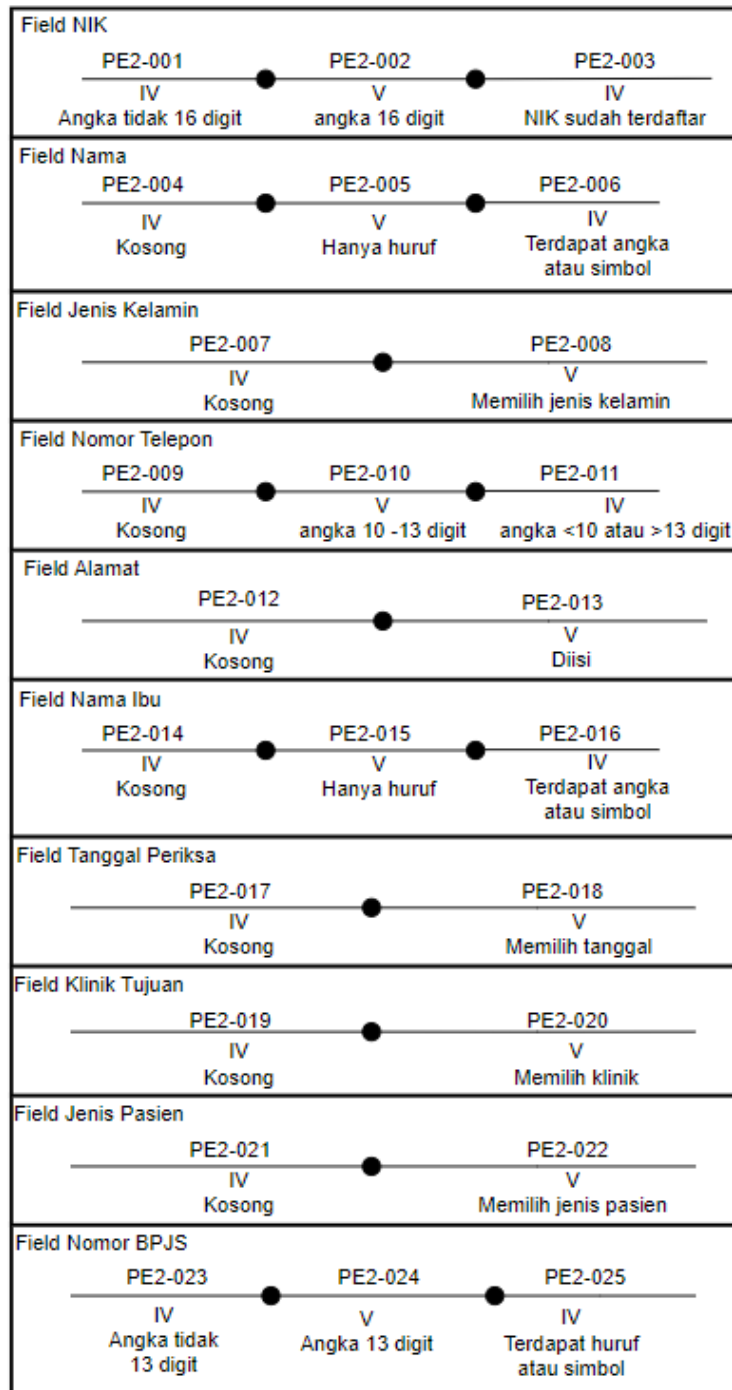 Field NIK
PE2-001 PE2-002 PE2-003
IV V IV
Angka tidak 16 digit angka 16 digit NIK sudah terdaftar
Field Nama
PE2-004 PE2-005 PE2-006
IV V IV
Kosong Hanya huruf Terdapat angka
atau simbol
Field Jenis Kelamin
PE2-007 PE2-008
IV V
Kosong Memilih jenis kelamin
Field Nomor Telepon
PE2-009 PE2-010 PE2-011
IV V IV
Kosong angka 10 -13 digit angka <10 atau >13 digit
Field Alamat
PE2-012 PE2-013
IV V
Kosong Diisi
Field Nama Ibu
PE2-014 PE2-015 PE2-016
IV V IV
Kosong Hanya huruf Terdapat angka
atau simbol
Field Tanggal Periksa
PE2-017 PE2-018
IV V
Kosong Memilih tanggal
Field Klinik Tujuan
PE2-019 PE2-020
IV V
Kosong Memilih klinik
Field Jenis Pasien
PE2-021 PE2-022
IV V
Kosong Memilih jenis pasien
Field Nomor BPJS
PE2-023 PE2-024 PE2-025
IV V IV
Angka tidak Angka 13 digit Terdapat huruf
13 digit atau simbol